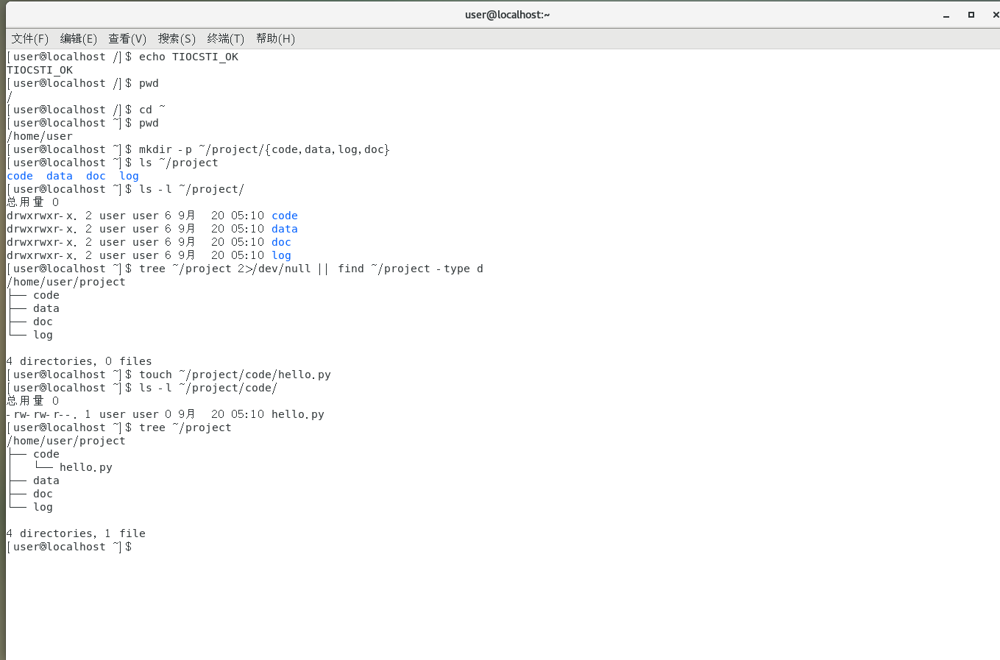 user@localhost:~
文件(F) 编辑(E) 查看(V) 搜索(S) 终端(T) 帮助(H)
[user@localhost /]$ echo TIOCSTI_OK
TIOCSTI_OK
[user@localhost /]$ pwd
/
[user@localhost /]$ cd ~
[user@localhost ~]$ pwd
/home/user
[user@localhost ~]$ mkdir -p ~/project/{code,data,log,doc}
[user@localhost ~]$ ls ~/project
code  data  doc  log
[user@localhost ~]$ ls -l ~/project/
总用量 0
drwxrwxr-x. 2 user user 6 9月  20 05:10 code
drwxrwxr-x. 2 user user 6 9月  20 05:10 data
drwxrwxr-x. 2 user user 6 9月  20 05:10 doc
drwxrwxr-x. 2 user user 6 9月  20 05:10 log
[user@localhost ~]$ tree ~/project 2>/dev/null || find ~/project -type d
/home/user/project
├── code
├── data
├── doc
└── log
4 directories, 0 files
[user@localhost ~]$ touch ~/project/code/hello.py
[user@localhost ~]$ ls -l ~/project/code/
总用量 0
-rw-rw-r--. 1 user user 0 9月  20 05:10 hello.py
[user@localhost ~]$ tree ~/project
/home/user/project
├── code
│   └── hello.py
├── data
├── doc
└── log
4 directories, 1 file
[user@localhost ~]$